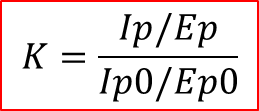 K = Ip/Ep / Ip0/Ep0